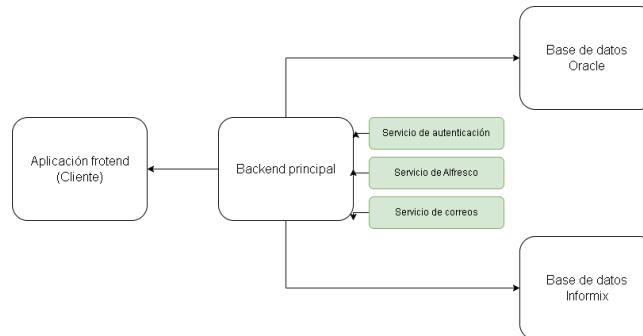 Base de datos
Oracle
Servicio de autenticación
Aplicación frotend
(Cliente)
Backend principal
Servicio de Alfresco
Servicio de correos
Base de datos
Informix